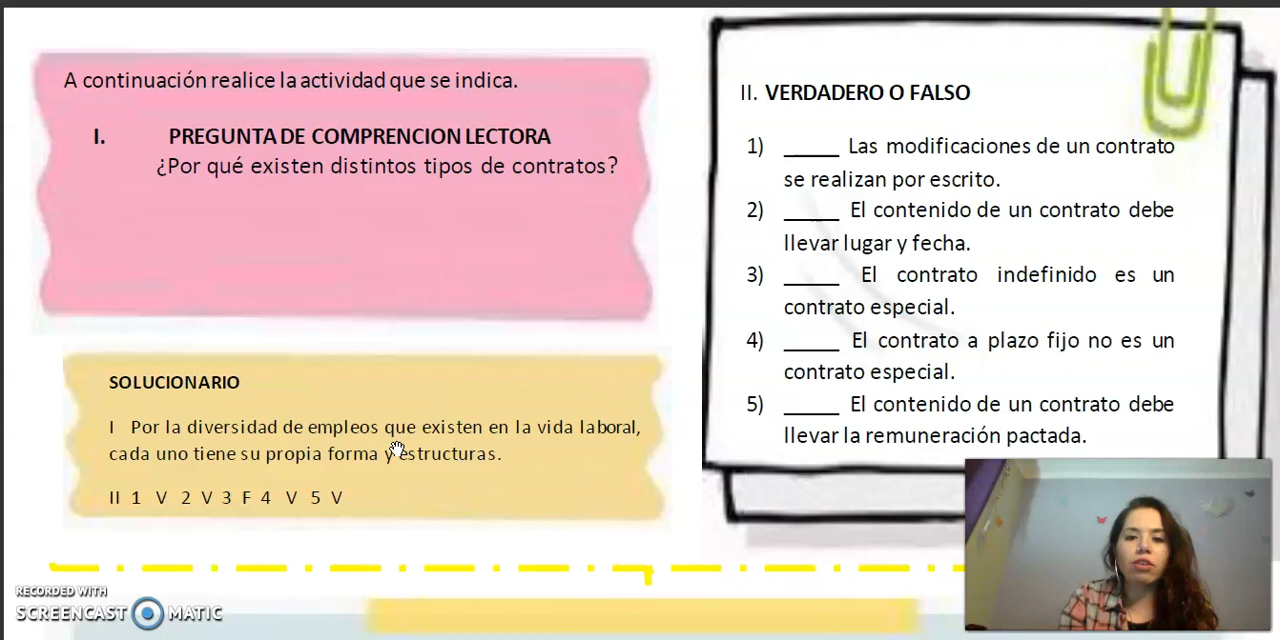 A continuación realice la actividad que se indica.
I. PREGUNTA DE COMPRENCION LECTORA
¿Por qué existen distintos tipos de contratos?
SOLUCIONARIO
I Por la diversidad de empleos que existen en la vida laboral,
cada uno tiene su propia forma y estructuras.
II 1 V 2 V 3 F 4 V 5 V
II. VERDADERO O FALSO
1) _____ Las modificaciones de un contrato
se realizan por escrito.
2) _____ El contenido de un contrato debe
llevar lugar y fecha.
3) _____ El contrato indefinido es un
contrato especial.
4) _____ El contrato a plazo fijo no es un
contrato especial.
5) _____ El contenido de un contrato debe
llevar la remuneración pactada.
RECORDED WITH
SCREENCAST MATIC